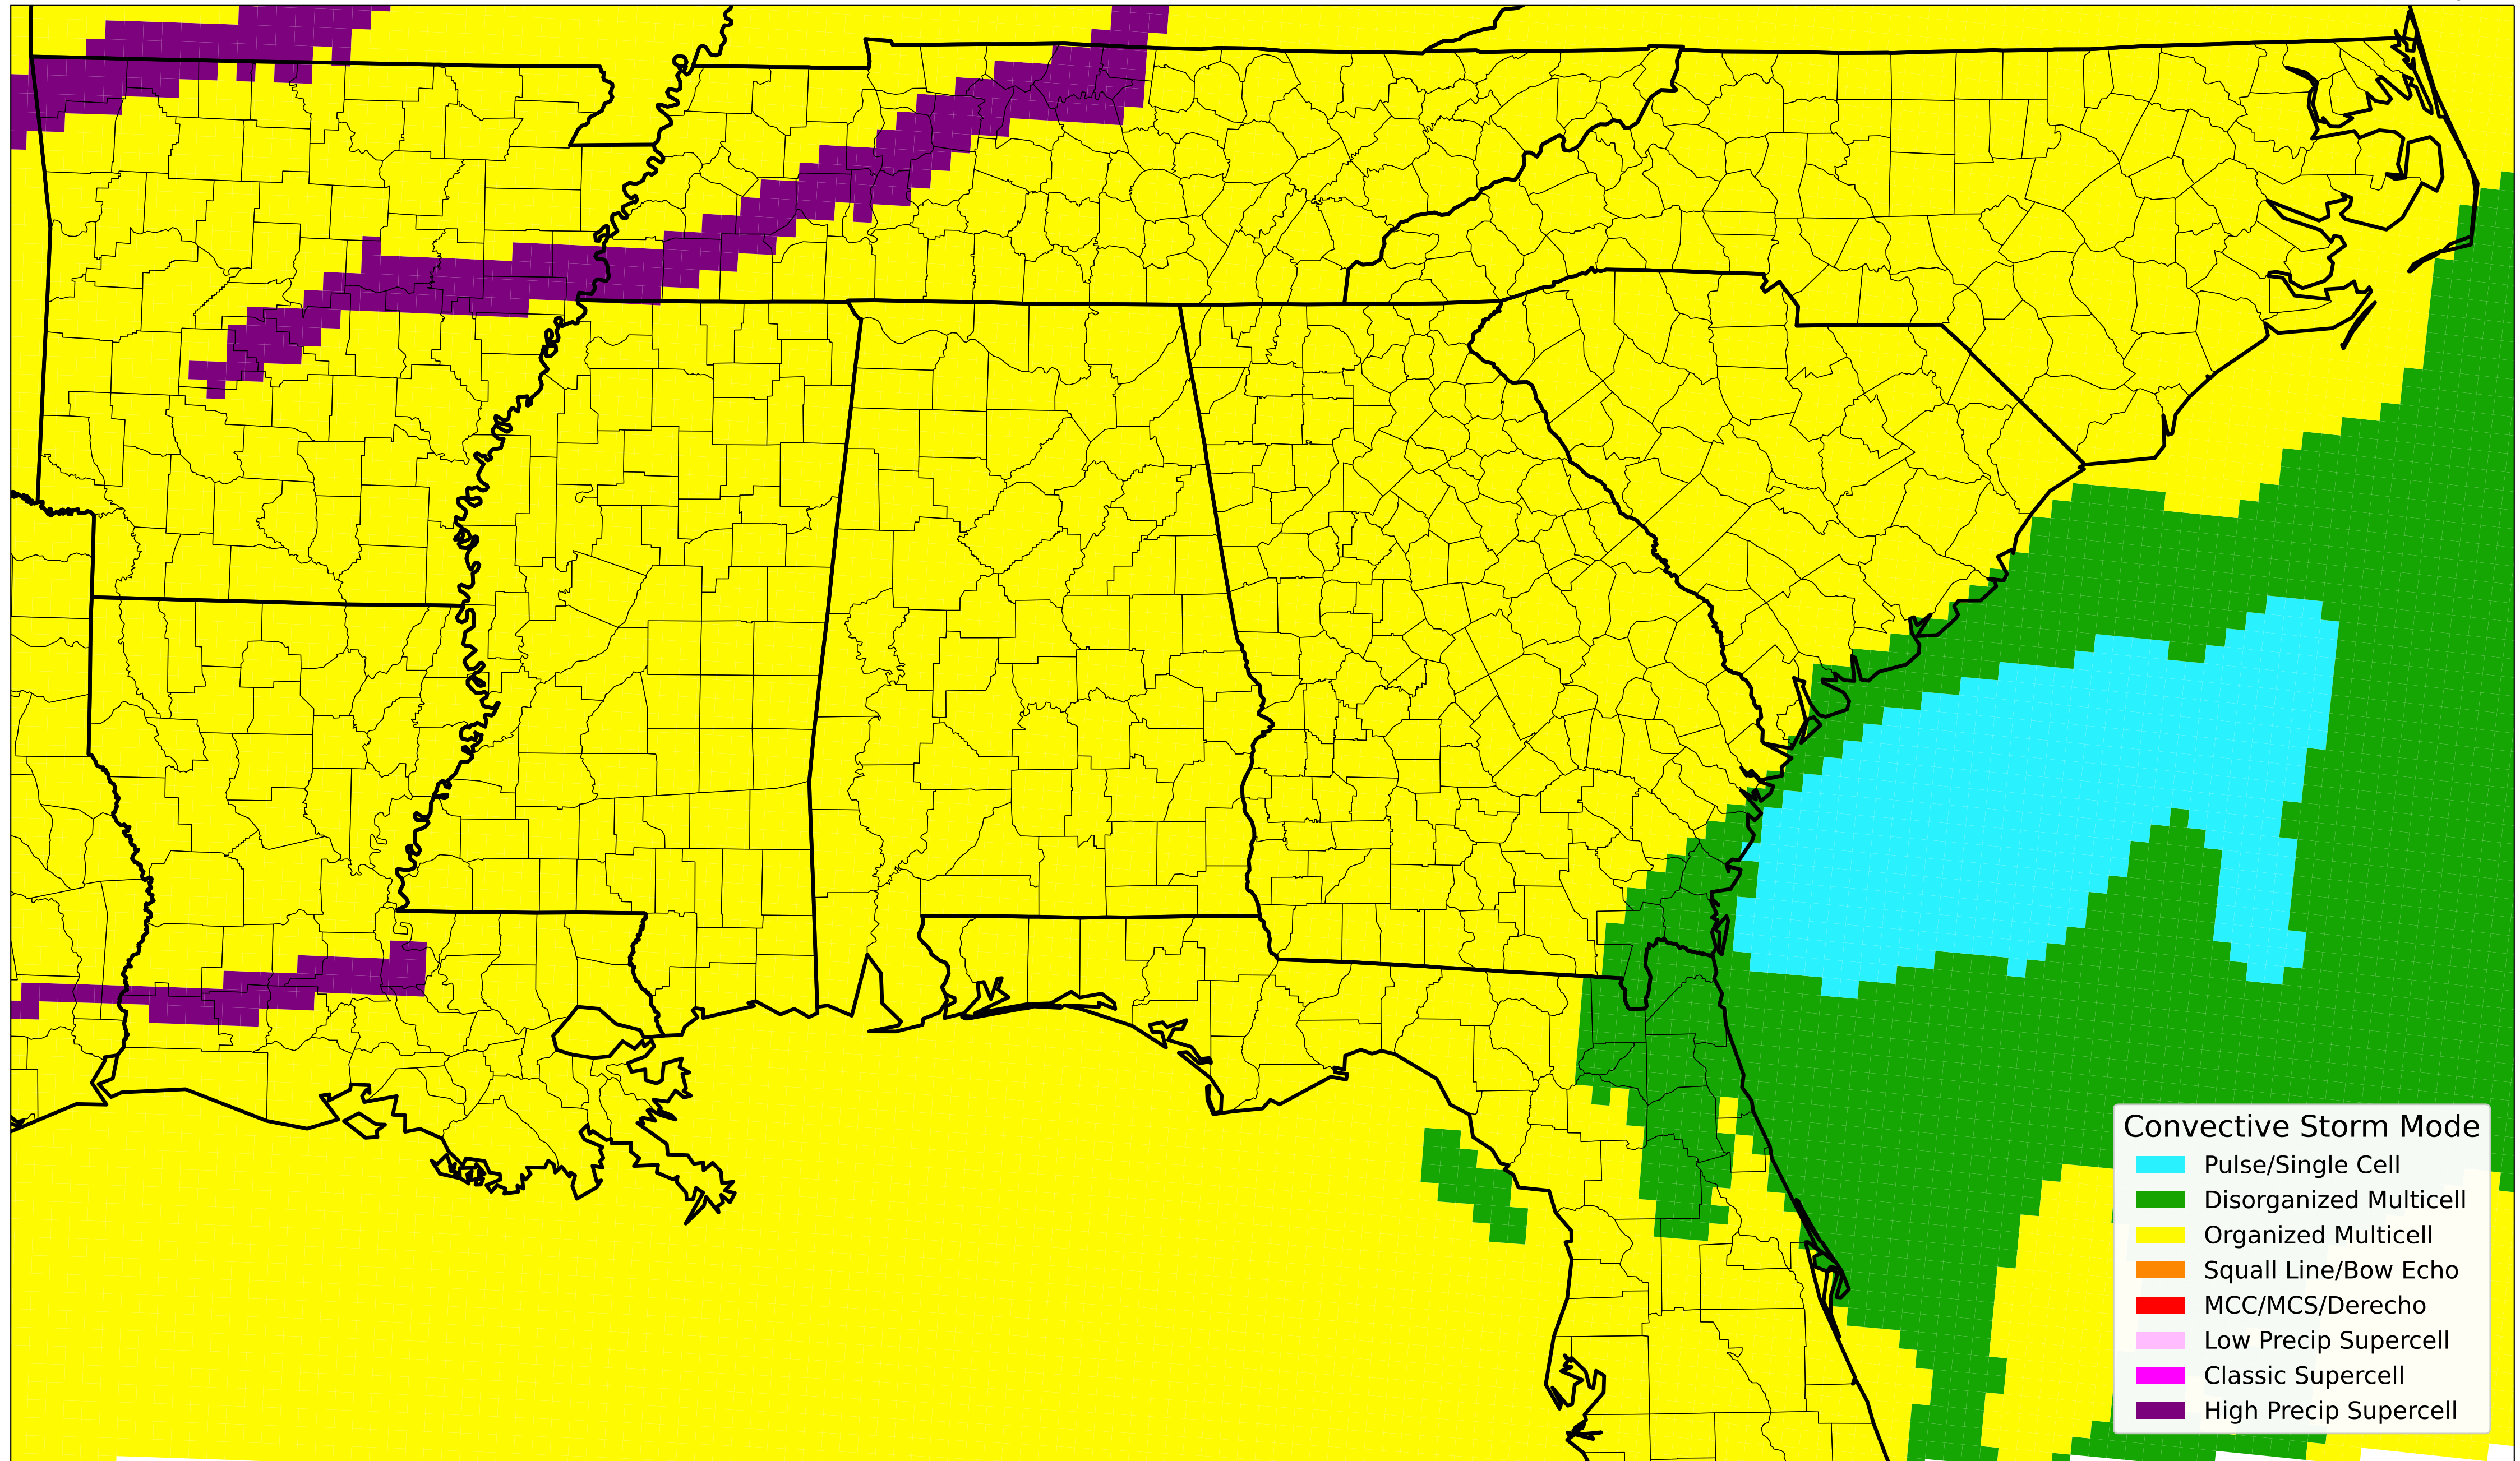 Convective Storm Mode
Pulse/Single Cell
Disorganized Multicell
Organized Multicell
Squall Line/Bow Echo
MCC/MCS/Derecho
Low Precip Supercell
Classic Supercell
High Precip Supercell